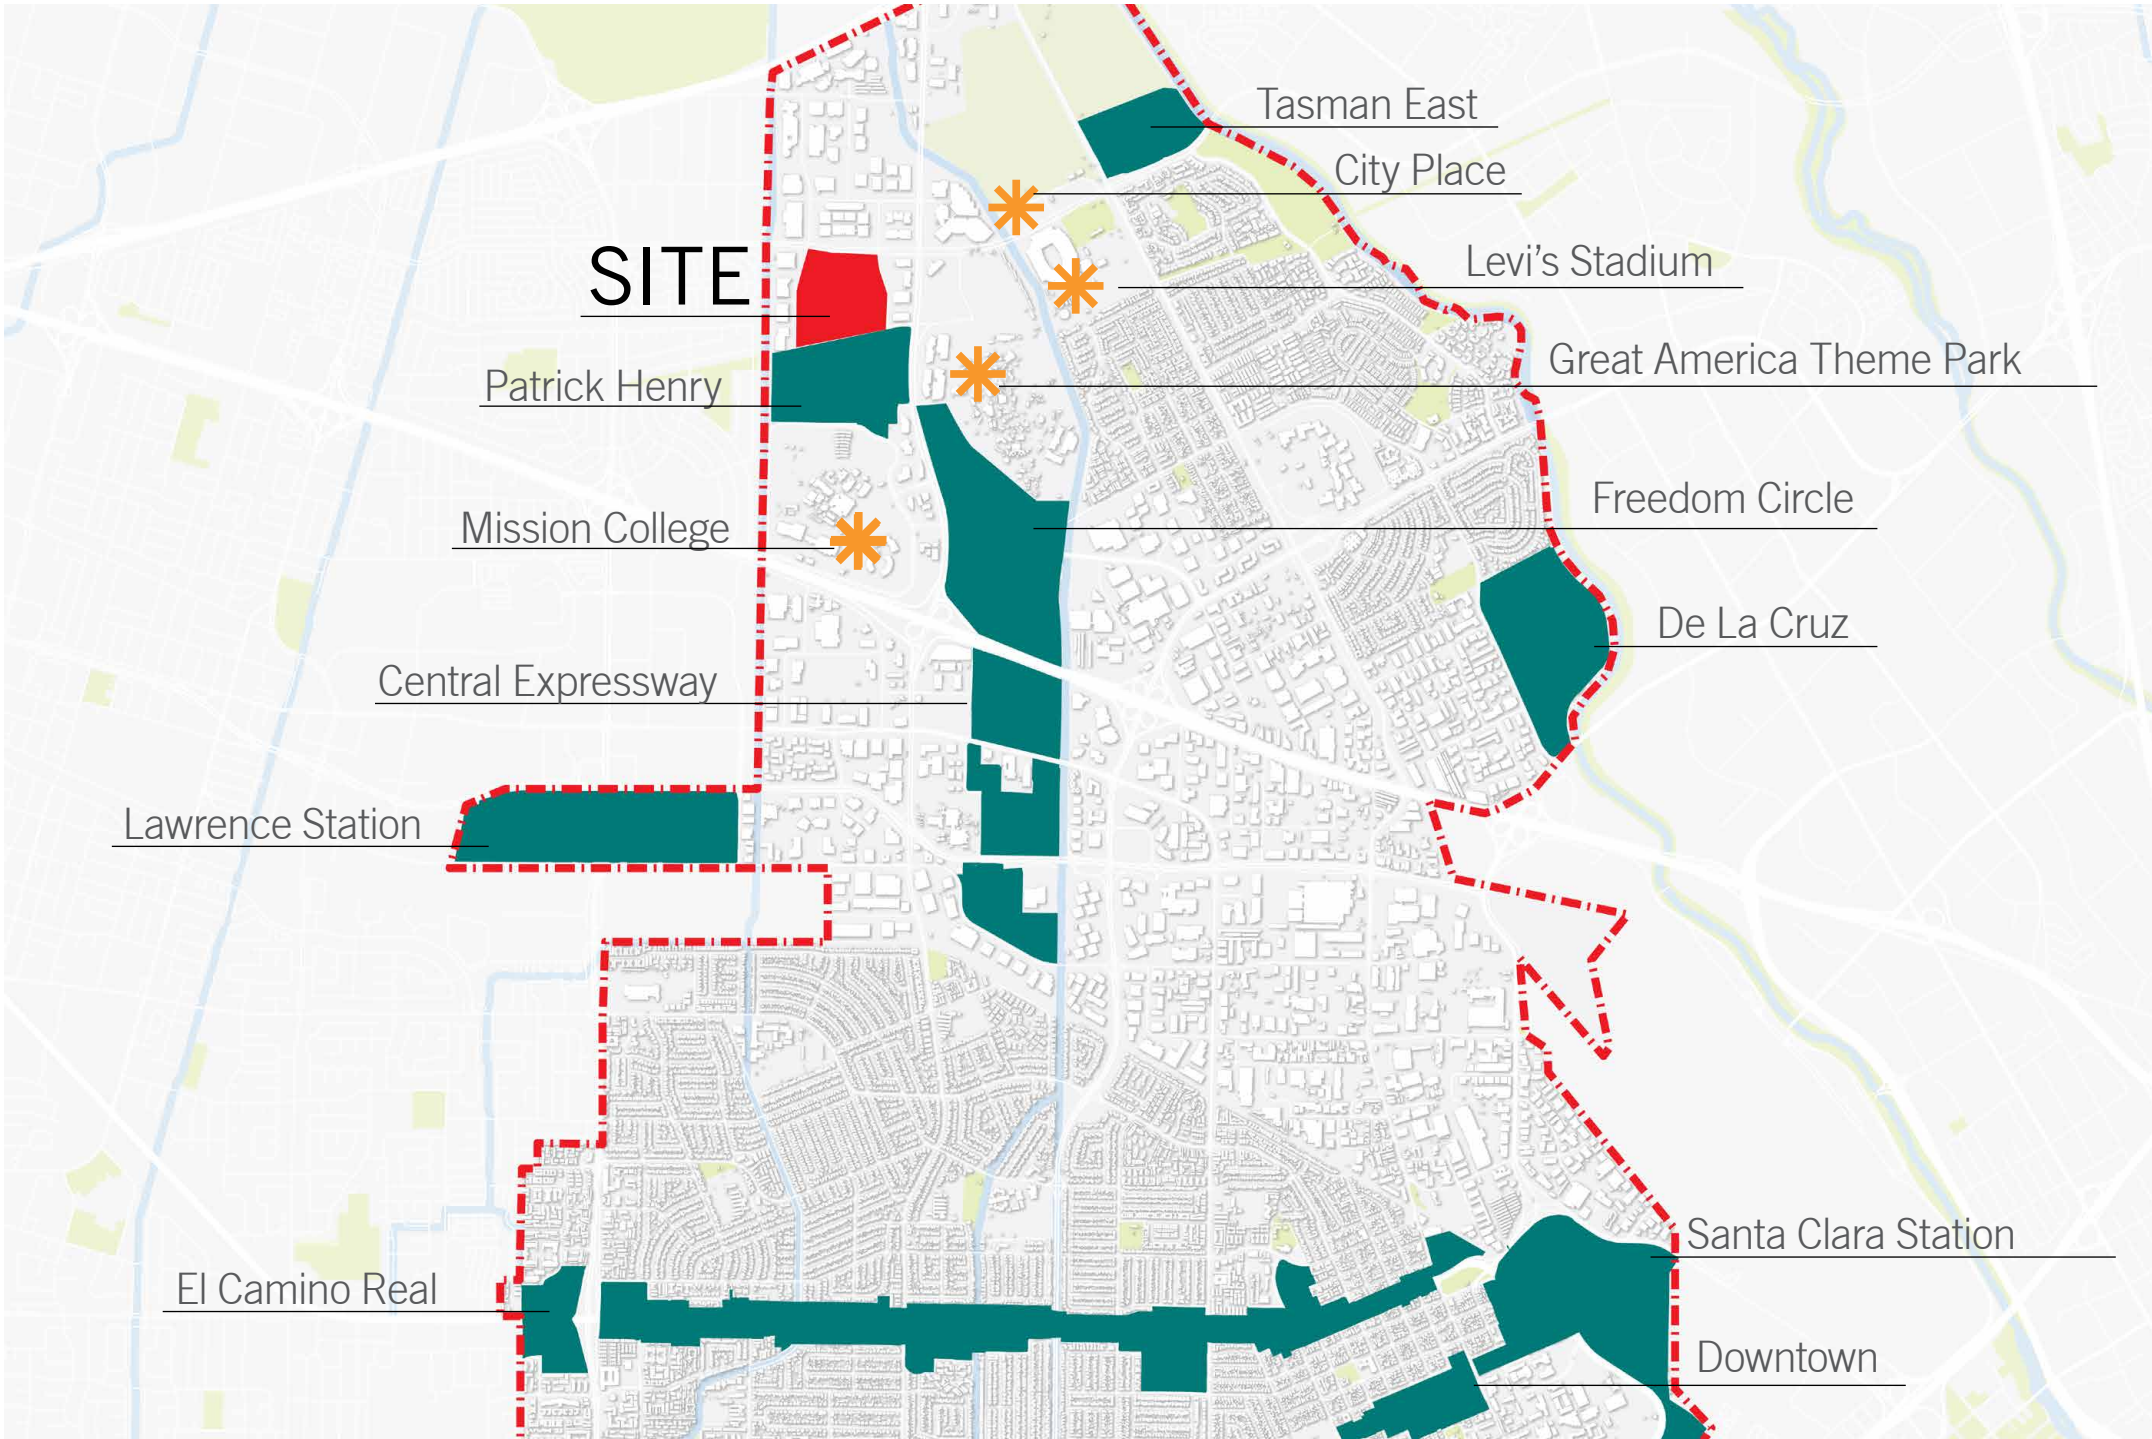 Tasman East
City Place
SITE
Levi's Stadium
Great America Theme Park
Patrick Henry
Freedom Circle
Mission College
De La Cruz
Central Expressway
Lawrence Station
Santa Clara Station
El Camino Real
Downtown